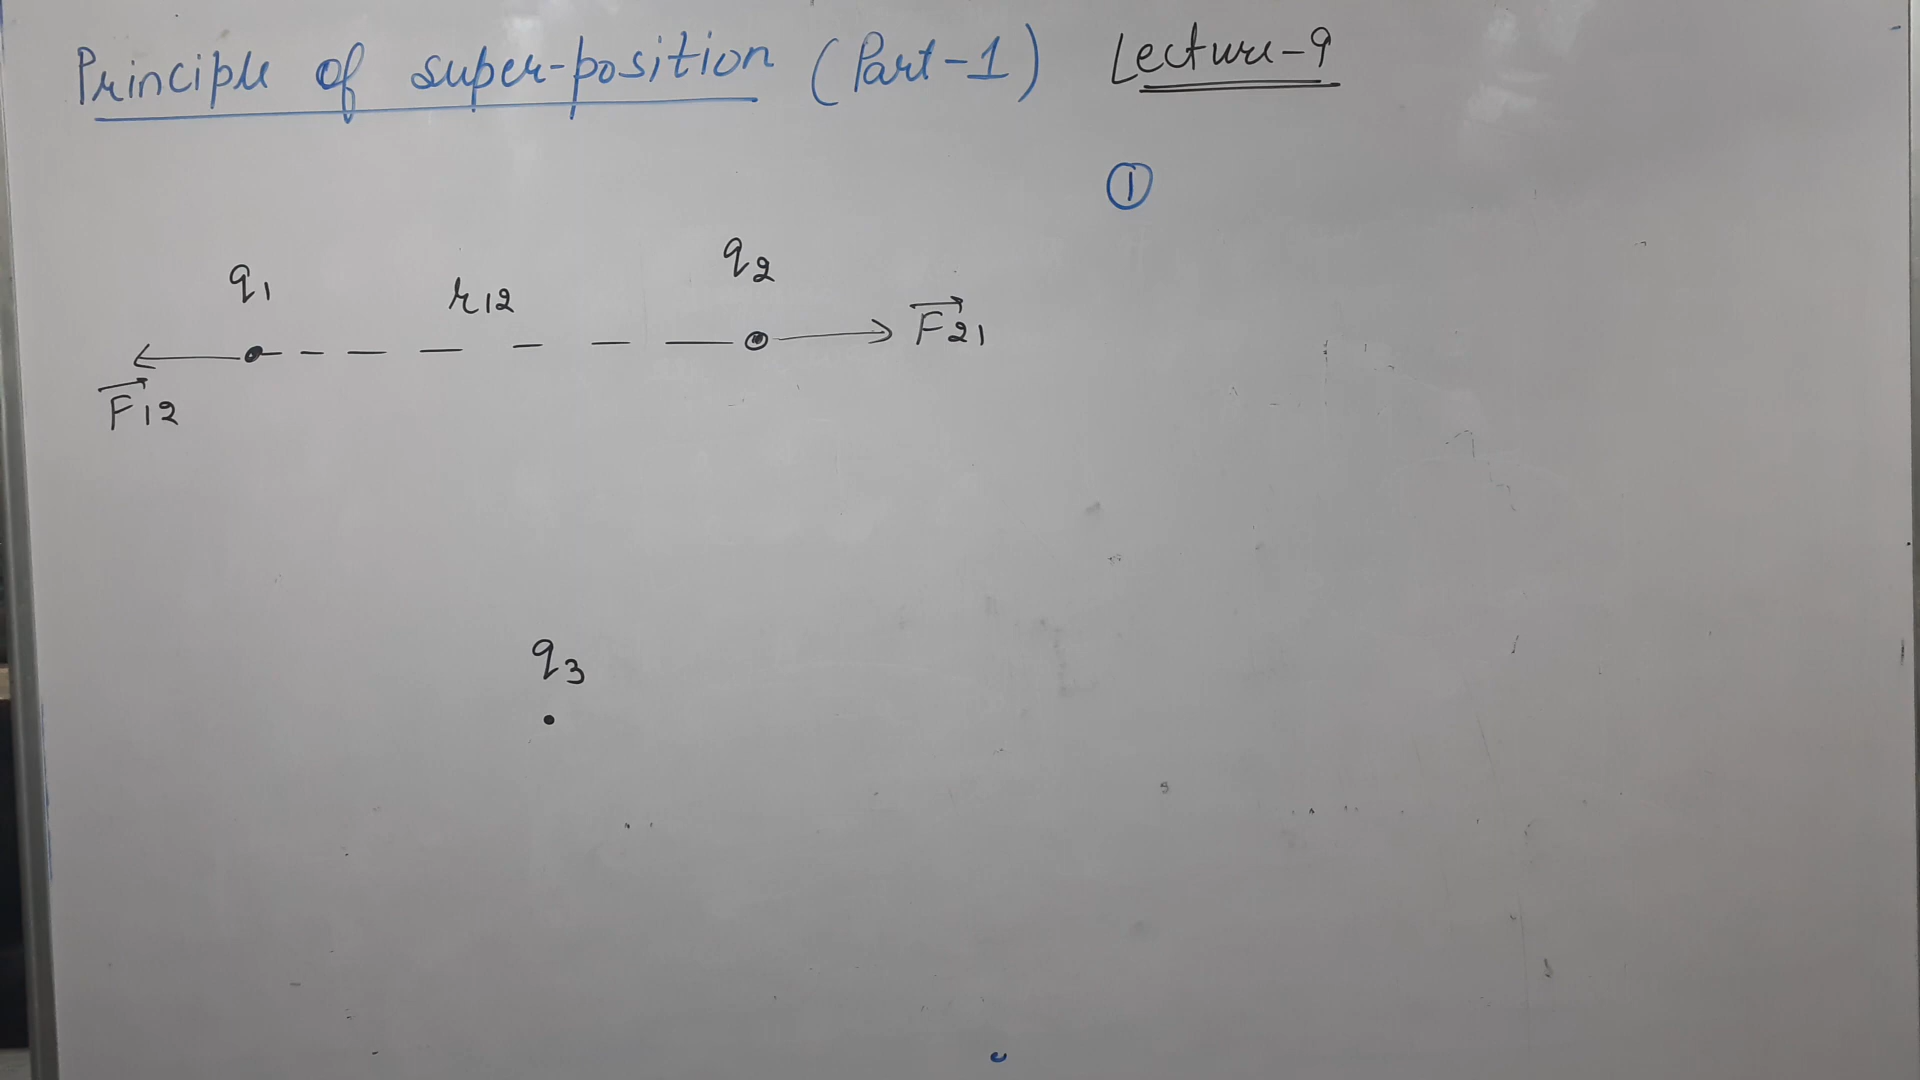 Principle of super-position (Part-1) Lecture-9
①
q₁ r₁₂ q₂
F₂₁
F₁₂
q₃